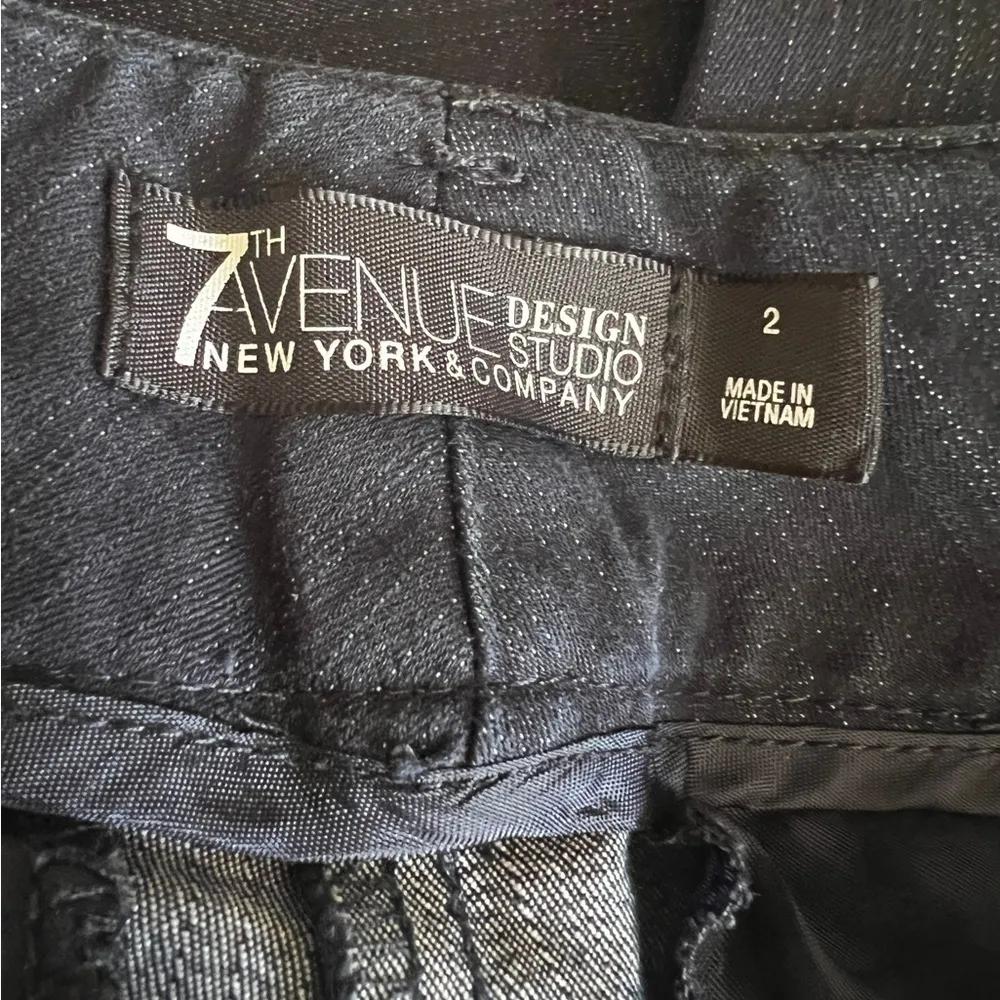 7TH AVENUE DESIGN STUDIO
NEW YORK & COMPANY
2
MADE IN
VIETNAM